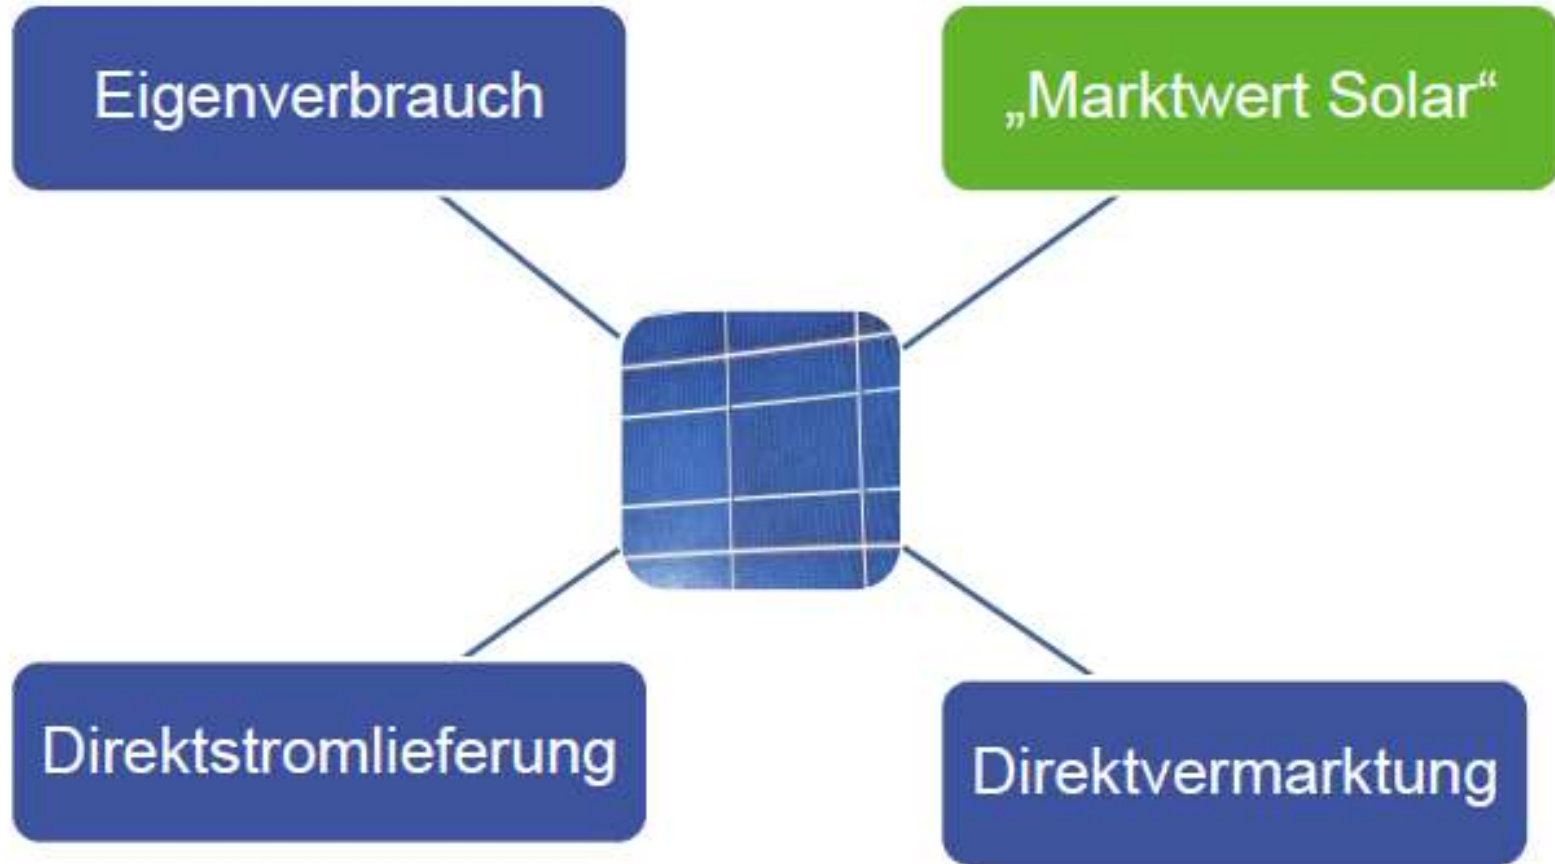 Eigenverbrauch
„Marktwert Solar“
Direktstromlieferung
Direktvermarktung